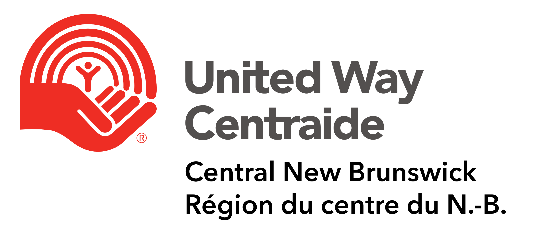 United Way
Centraide
®
Central New Brunswick
Région du centre du N.-B.